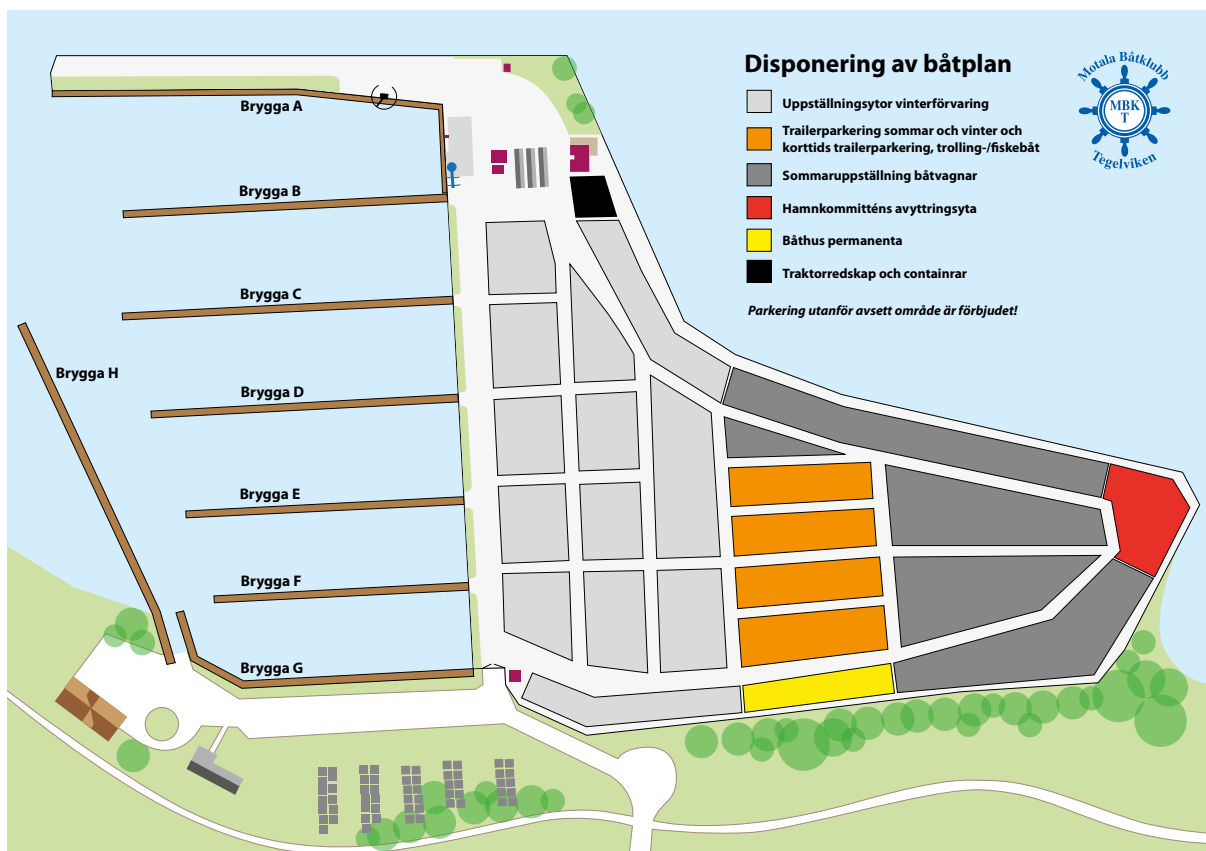 Disponering av båtplan
Uppställningsytor vinterförvaring
Trailerparkering sommar och vinter och
korttids trailerparkering, trolling-/fiskebåt
Sommaruppställning båtvagnar
Hamnkommitténs avyttringsyta
Båthus permanenta
Traktorredskap och containrar
Parkering utanför avsett område är förbjudet!
Motala Båtklubb
MBK
T
Tegelviken
Brygga A
Brygga B
Brygga C
Brygga H
Brygga D
Brygga E
Brygga F
Brygga G